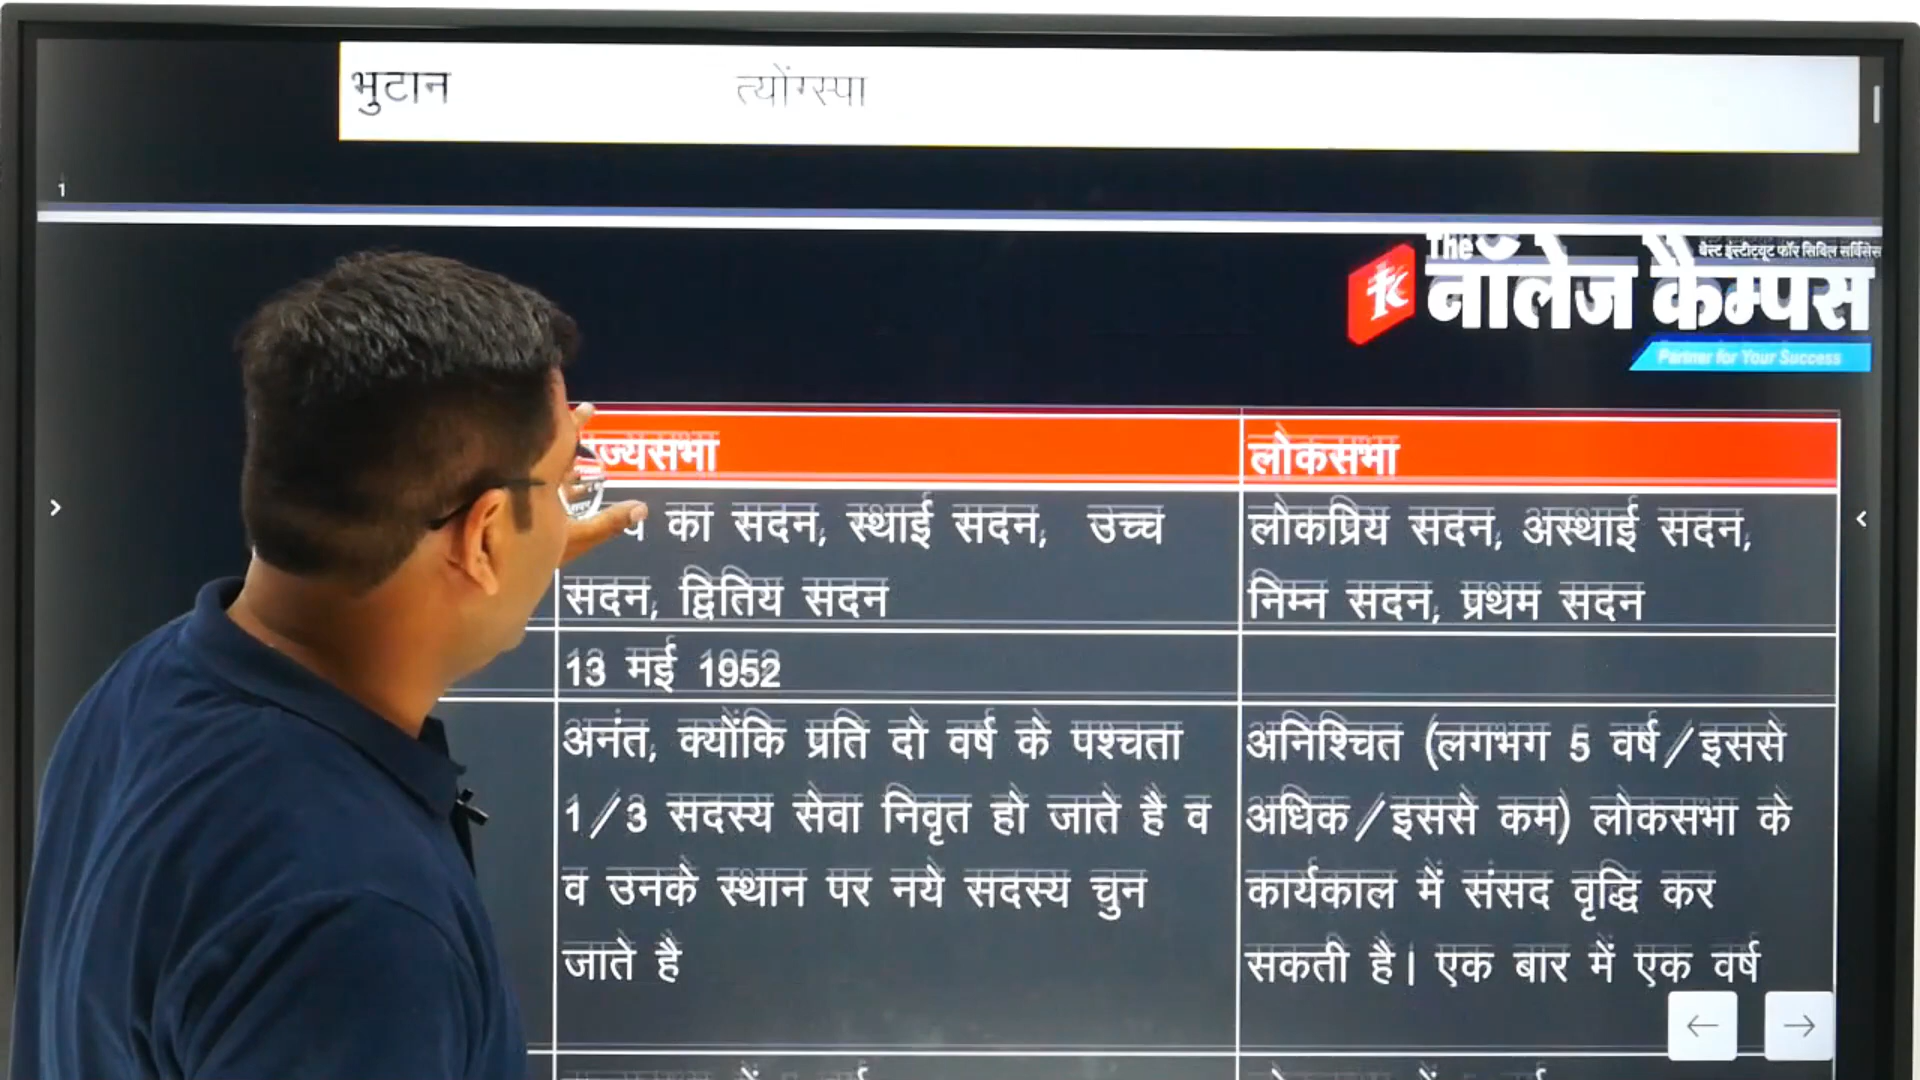 भुटान त्योंग्स्पा
1
The नॉलेज कैम्पस
बेस्ट इंस्टीट्यूट फॉर सिविल सर्विसेस
Partner for Your Success
ज्यसभा लोकसभा
का सदन, स्थाई सदन, उच्च
सदन, द्वितिय सदन
लोकप्रिय सदन, अस्थाई सदन,
निम्न सदन, प्रथम सदन
13 मई 1952
अनंत, क्योंकि प्रति दो वर्ष के पश्चता
1/3 सदस्य सेवा निवृत हो जाते है व
व उनके स्थान पर नये सदस्य चुन
जाते है
अनिश्चित (लगभग 5 वर्ष/इससे
अधिक/इससे कम) लोकसभा के
कार्यकाल में संसद वृद्धि कर
सकती है। एक बार में एक वर्ष